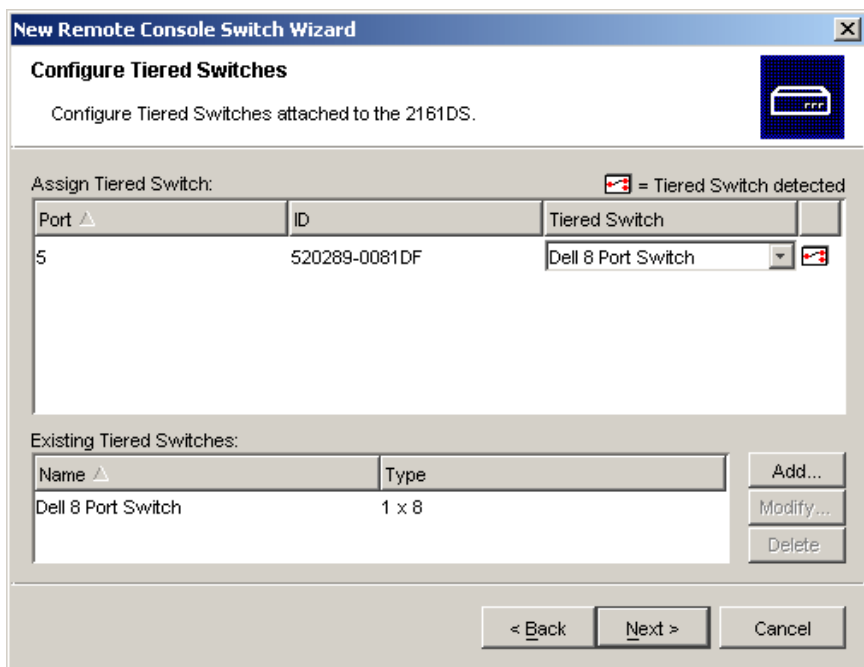 New Remote Console Switch Wizard
Configure Tiered Switches
Configure Tiered Switches attached to the 2161DS.
Assign Tiered Switch:
= Tiered Switch detected
Port ID Tiered Switch
5 520289-0081DF Dell 8 Port Switch
Existing Tiered Switches:
Name Type
Dell 8 Port Switch 1 x 8
Add...
Modify...
Delete
< Back Next > Cancel